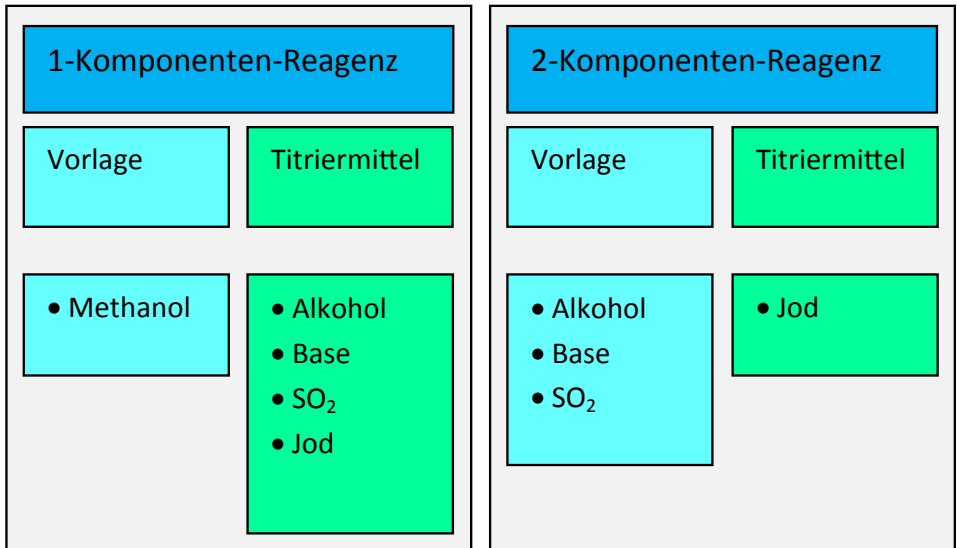 1-Komponenten-Reagenz
Vorlage
Titriermittel
• Methanol
• Alkohol
• Base
• SO₂
• Jod
2-Komponenten-Reagenz
Vorlage
Titriermittel
• Alkohol
• Base
• SO₂
• Jod